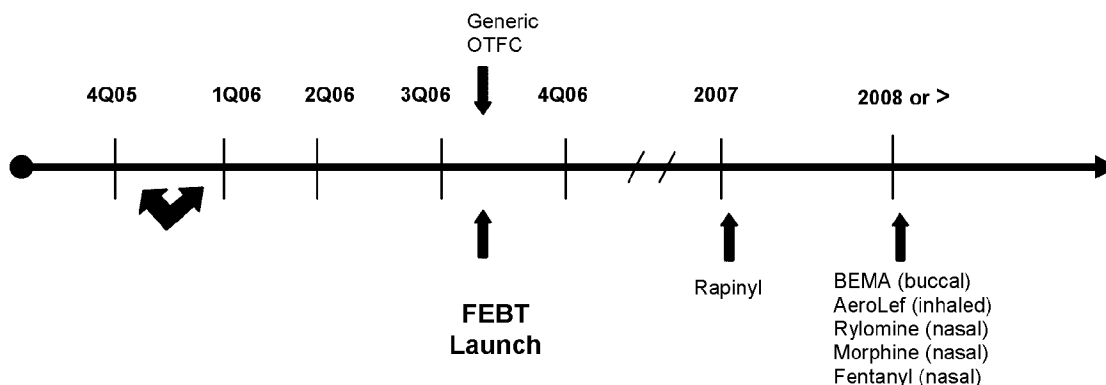 Generic
OTFC
4Q05 1Q06 2Q06 3Q06 4Q06 2007 2008 or >
FEBT
Launch
Rapinyl
BEMA (buccal)
AeroLef (inhaled)
Rylomine (nasal)
Morphine (nasal)
Fentanyl (nasal)